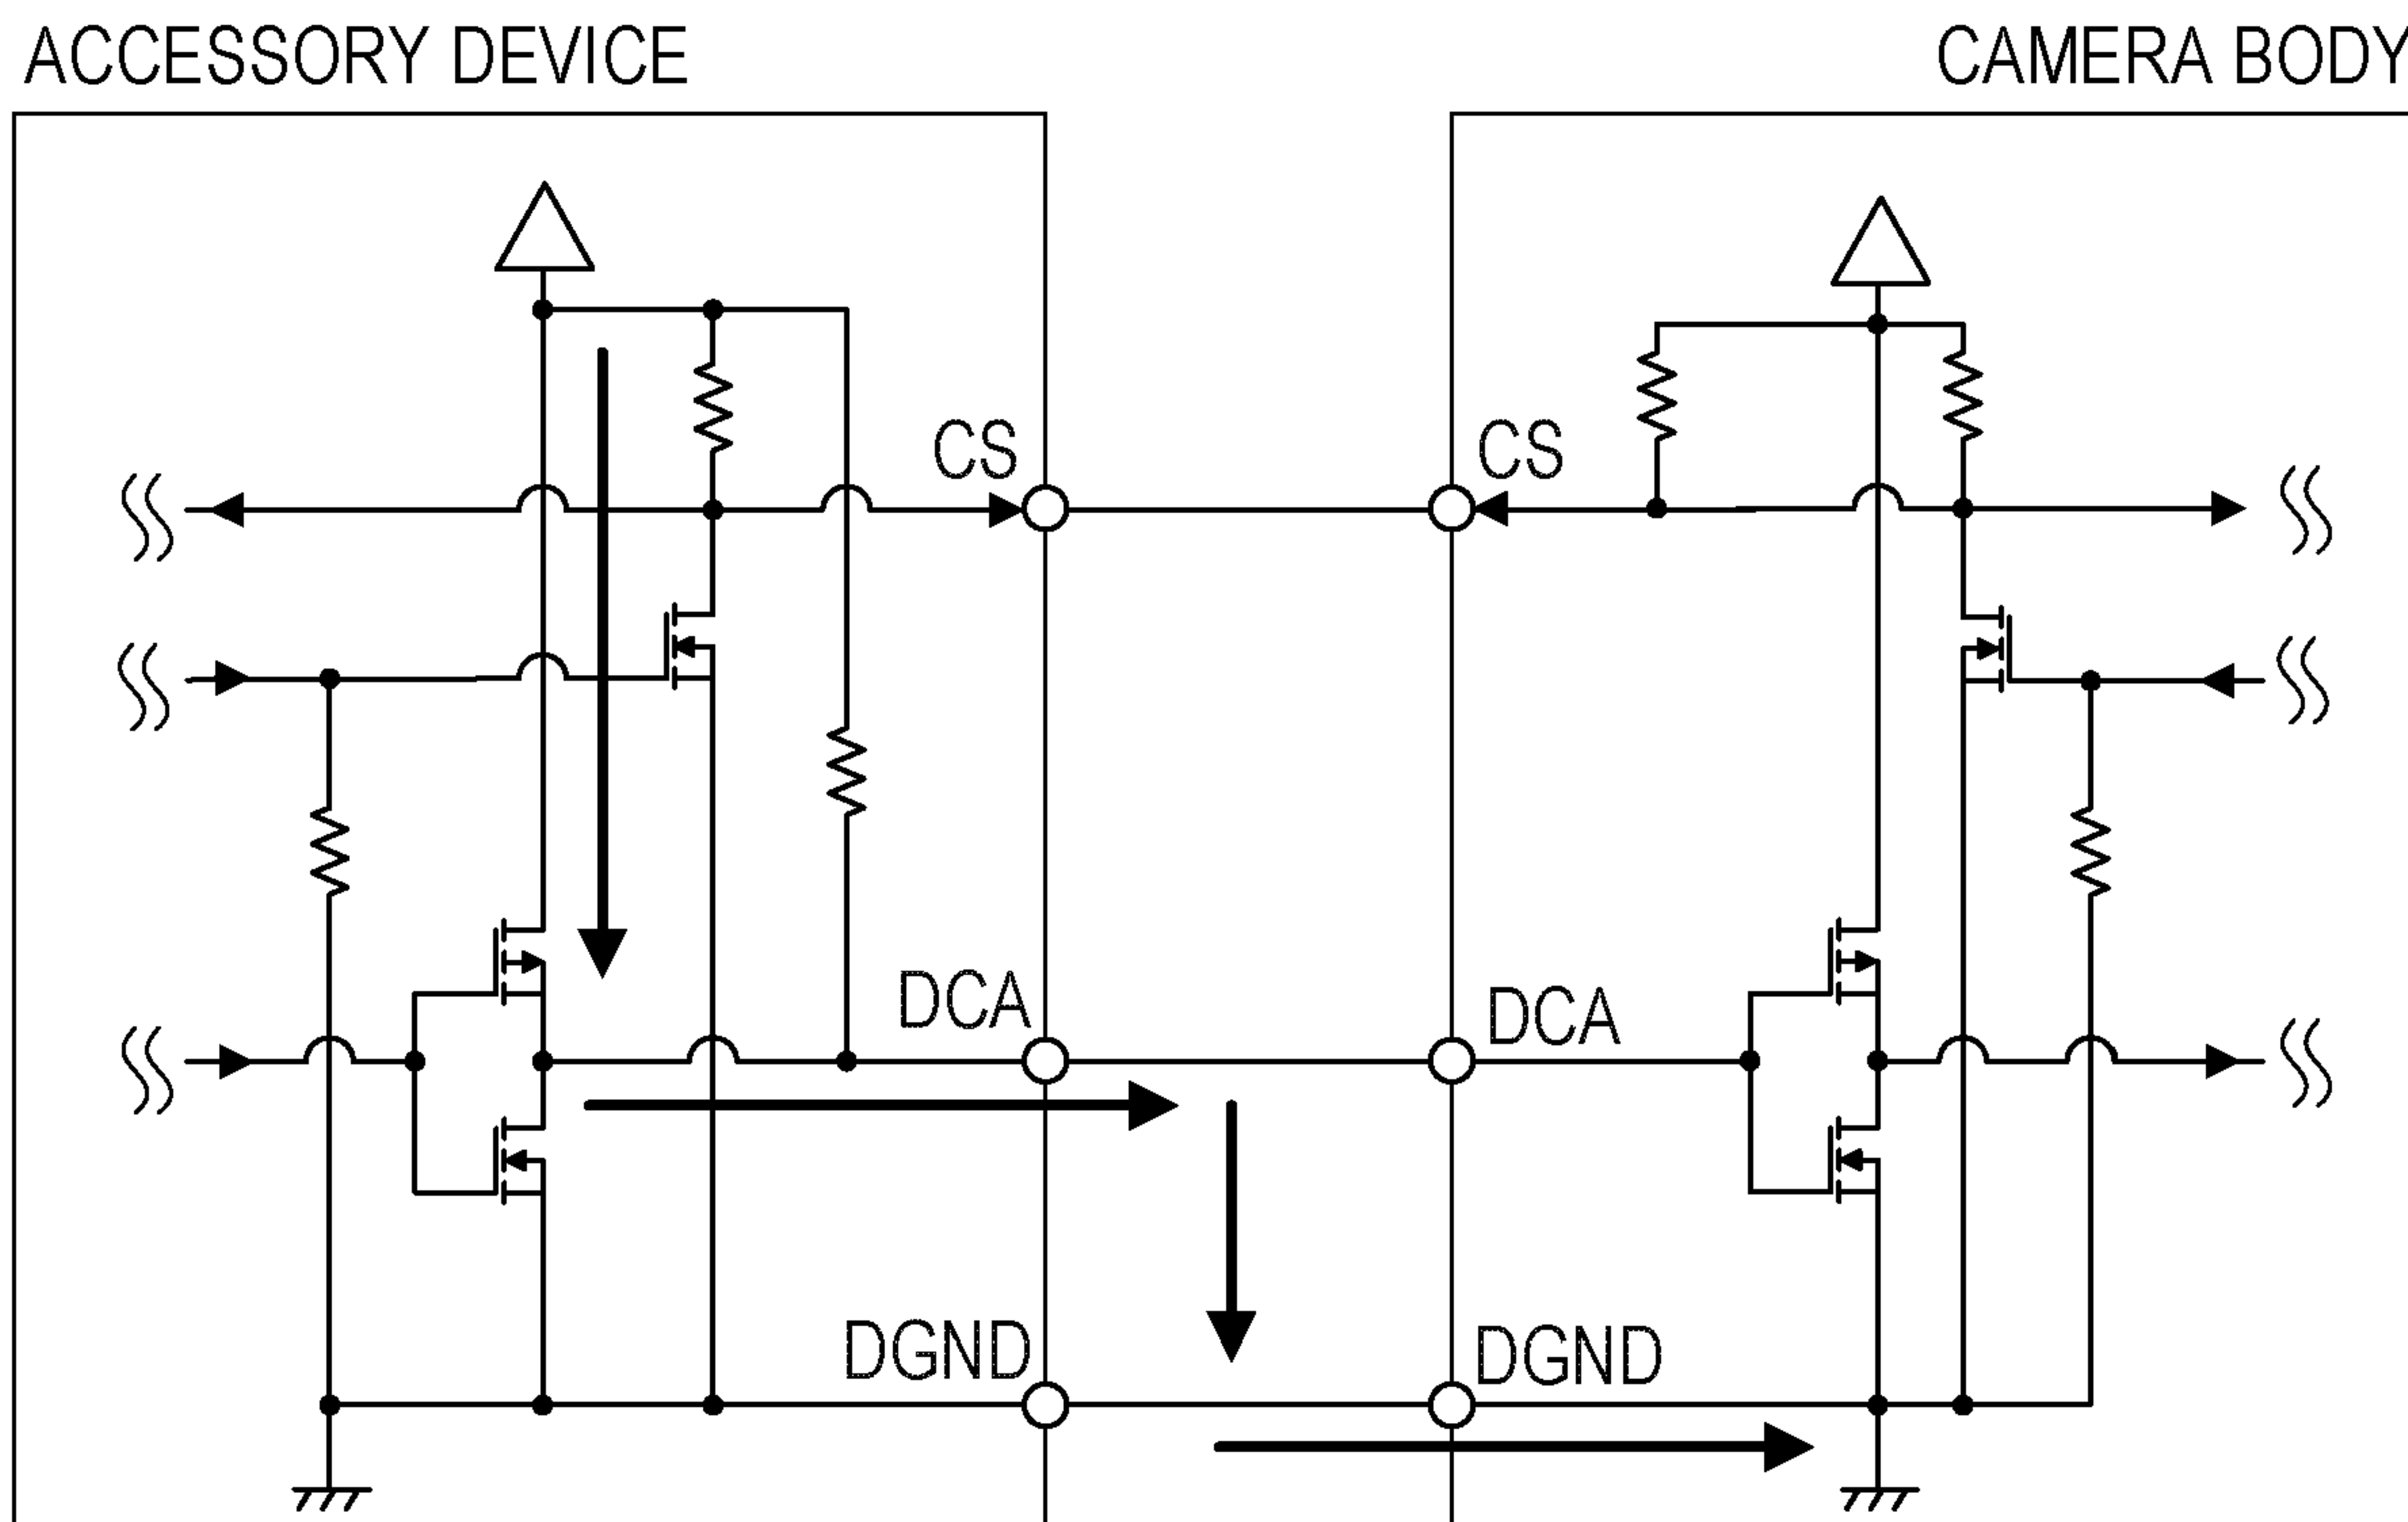 ACCESSORY DEVICE
CAMERA BODY
CS
CS
DCA
DCA
DGND
DGND